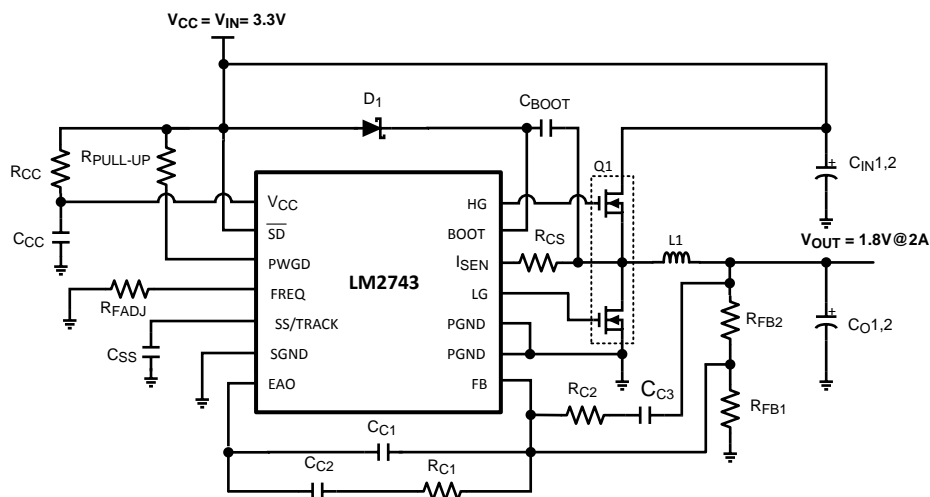 VCC = VIN= 3.3V
D1
CBOOT
RCC
RPULL-UP
Q1
CIN1,2
+
CCC
VCC
SD
PWGD
FREQ
SS/TRACK
SGND
EAO
LM2743
HG
BOOT
ISEN
LG
PGND
PGND
FB
RCS
L1
VOUT = 1.8V@2A
RFADJ
CSS
RFB2
+
CO1,2
RC2
CC3
RFB1
CC1
CC2
RC1